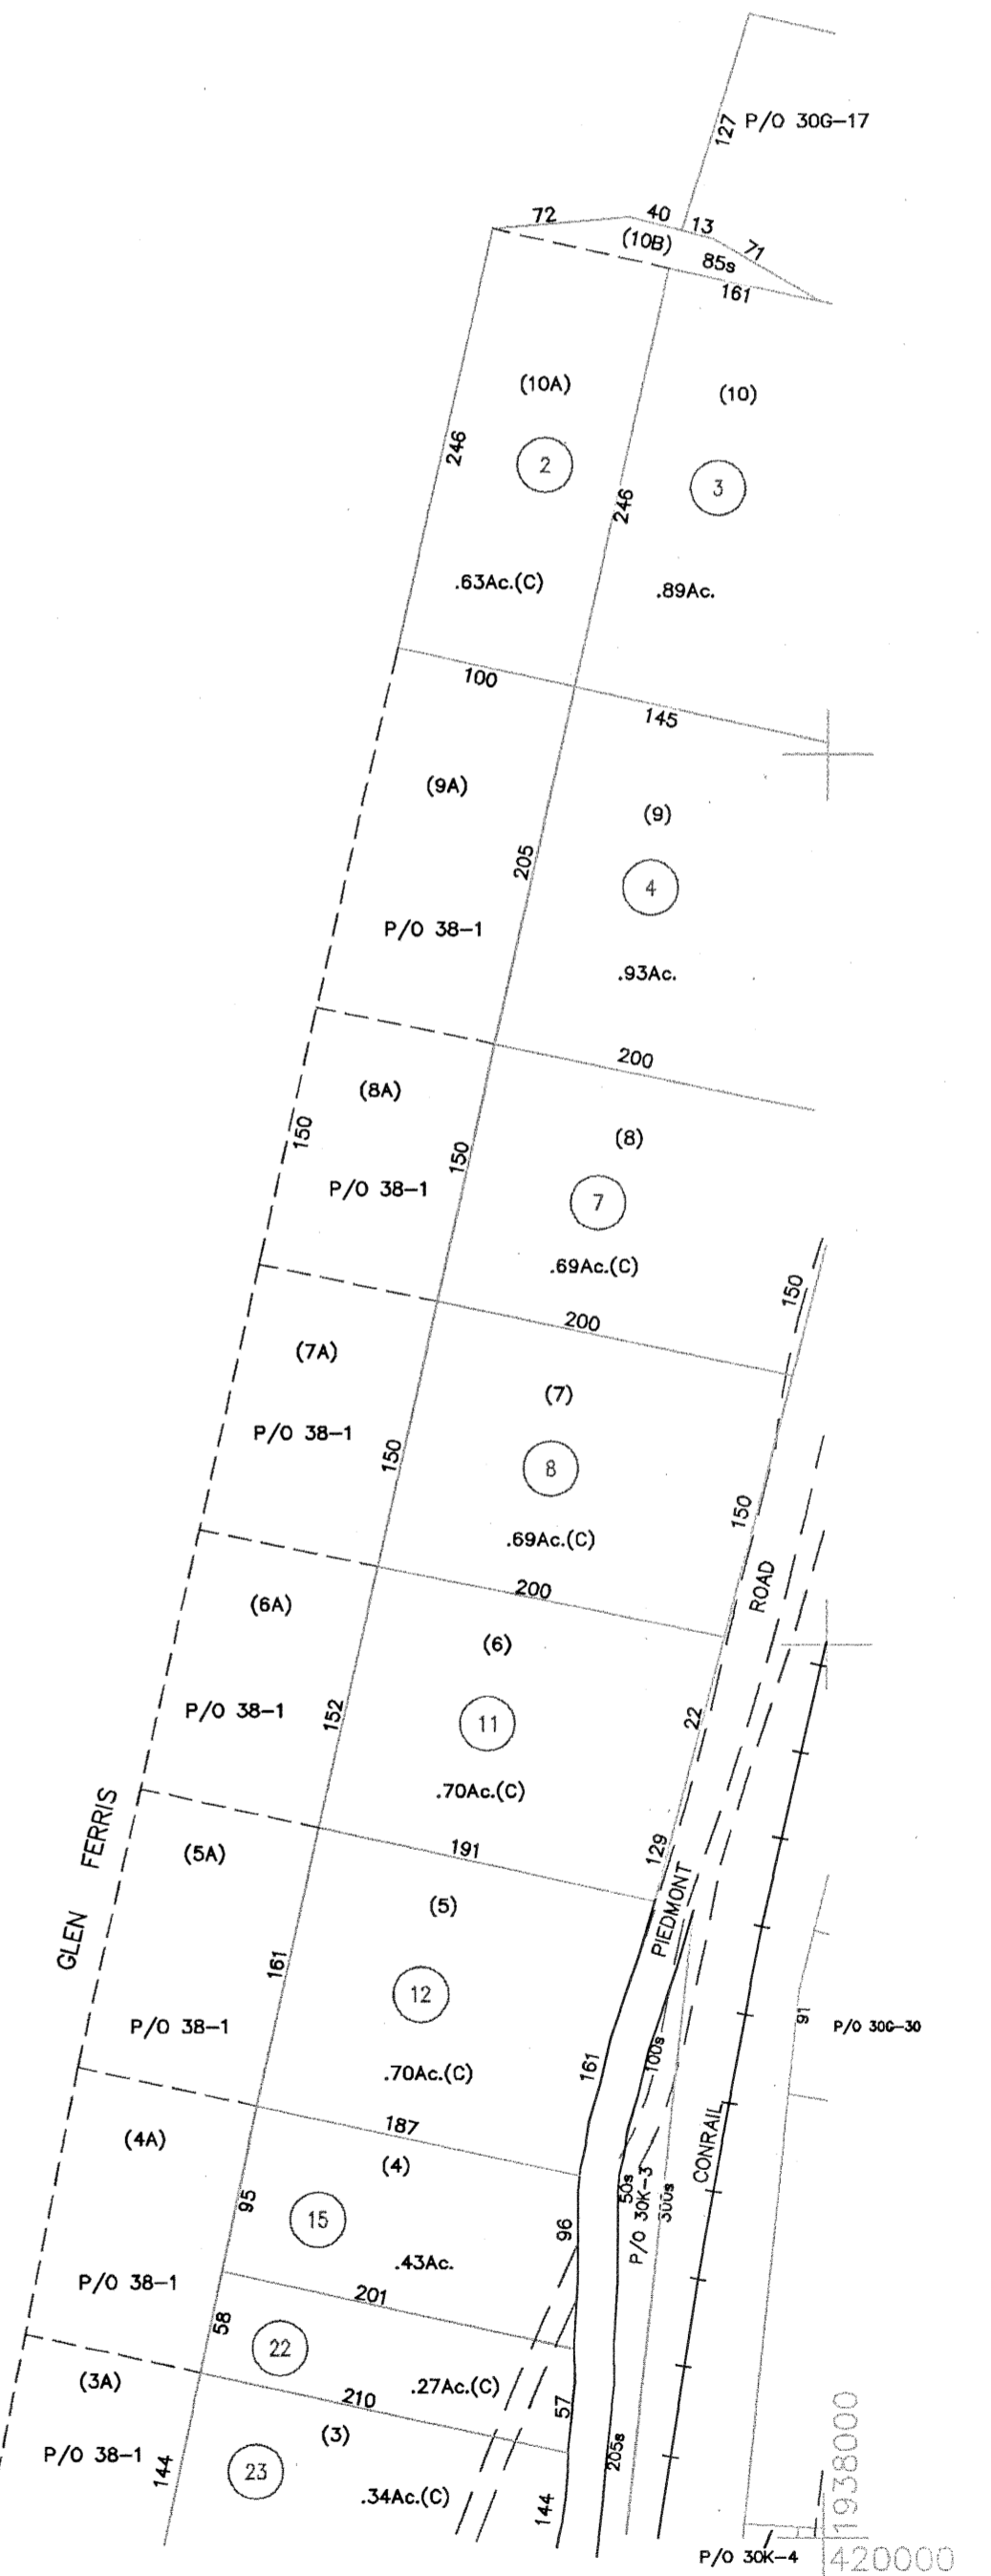 127 P/O 30G-17
72 40 13
(10B) 71
85s
161
(10A) (10)
246 2 246 3
.63Ac.(C) .89Ac.
100 145
(9A) (9)
205 4
P/O 38-1 .93Ac.
200
(8A) (8)
150 150
P/O 38-1 7
.69Ac.(C)
200 150
(7A) (7)
P/O 38-1 150 8 150
.69Ac.(C)
200 ROAD
(6A) (6)
P/O 38-1 152 11 22
.70Ac.(C)
GLEN FERRIS
191 129
(5A) (5) PIEDMONT
161 12
P/O 38-1 91 P/O 30G-30
.70Ac.(C) 161 100s
187
(4A) (4) CONRAIL
95 15 96 50s P/O 30K-3 300s
P/O 38-1 .43Ac.
201
58 22
(3A) .27Ac.(C)
210 57
(3)
P/O 38-1 144 23 205s
.34Ac.(C) 144
1938000
P/O 30K-4 420000